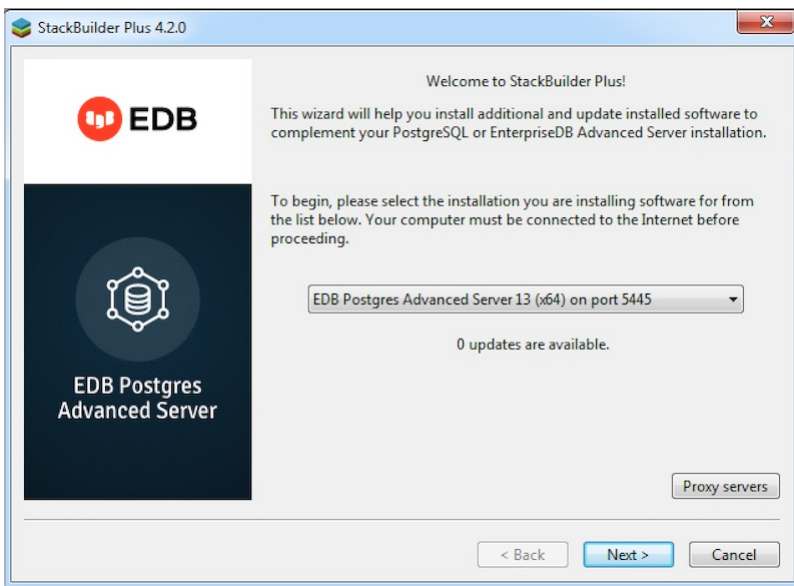 StackBuilder Plus 4.2.0
EDB
EDB Postgres
Advanced Server
Welcome to StackBuilder Plus!
This wizard will help you install additional and update installed software to
complement your PostgreSQL or EnterpriseDB Advanced Server installation.
To begin, please select the installation you are installing software for from
the list below. Your computer must be connected to the Internet before
proceeding.
EDB Postgres Advanced Server 13 (x64) on port 5445
0 updates are available.
Proxy servers
< Back
Next >
Cancel